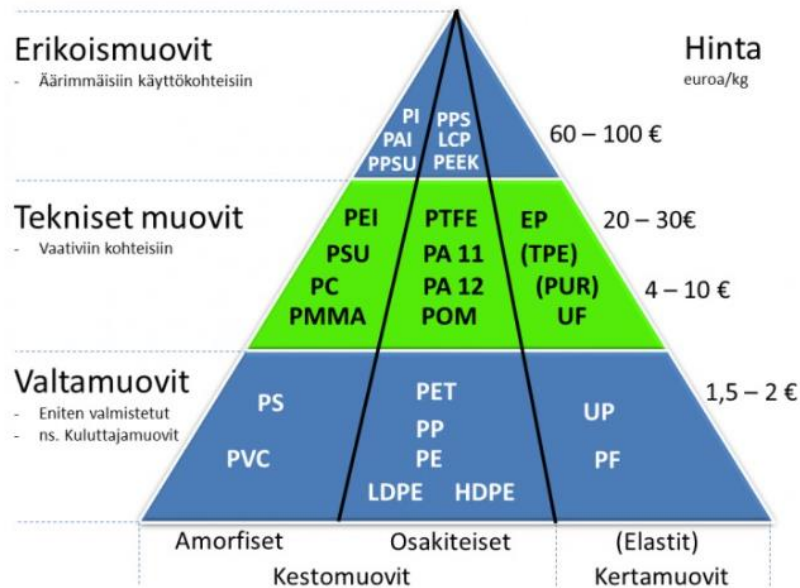 Erikoismuovit
- Äärimmäisiin käyttökohteisiin
Hinta
euroa/kg
PI
PAI
PPSU
PPS
LCP
PEEK
60 – 100 €
Tekniset muovit
- Vaativiin kohteisiin
PEI
PSU
PC
PMMA
PTFE
PA 11
PA 12
POM
EP
(TPE)
(PUR)
UF
20 – 30€
4 – 10 €
Valtamuovit
- Eniten valmistetut
- ns. Kuluttajamuovit
PS
PVC
PET
PP
PE
LDPE HDPE
UP
PF
1,5 – 2 €
Amorfiset Osakiteiset (Elastit)
Kestomuovit Kertamuovit